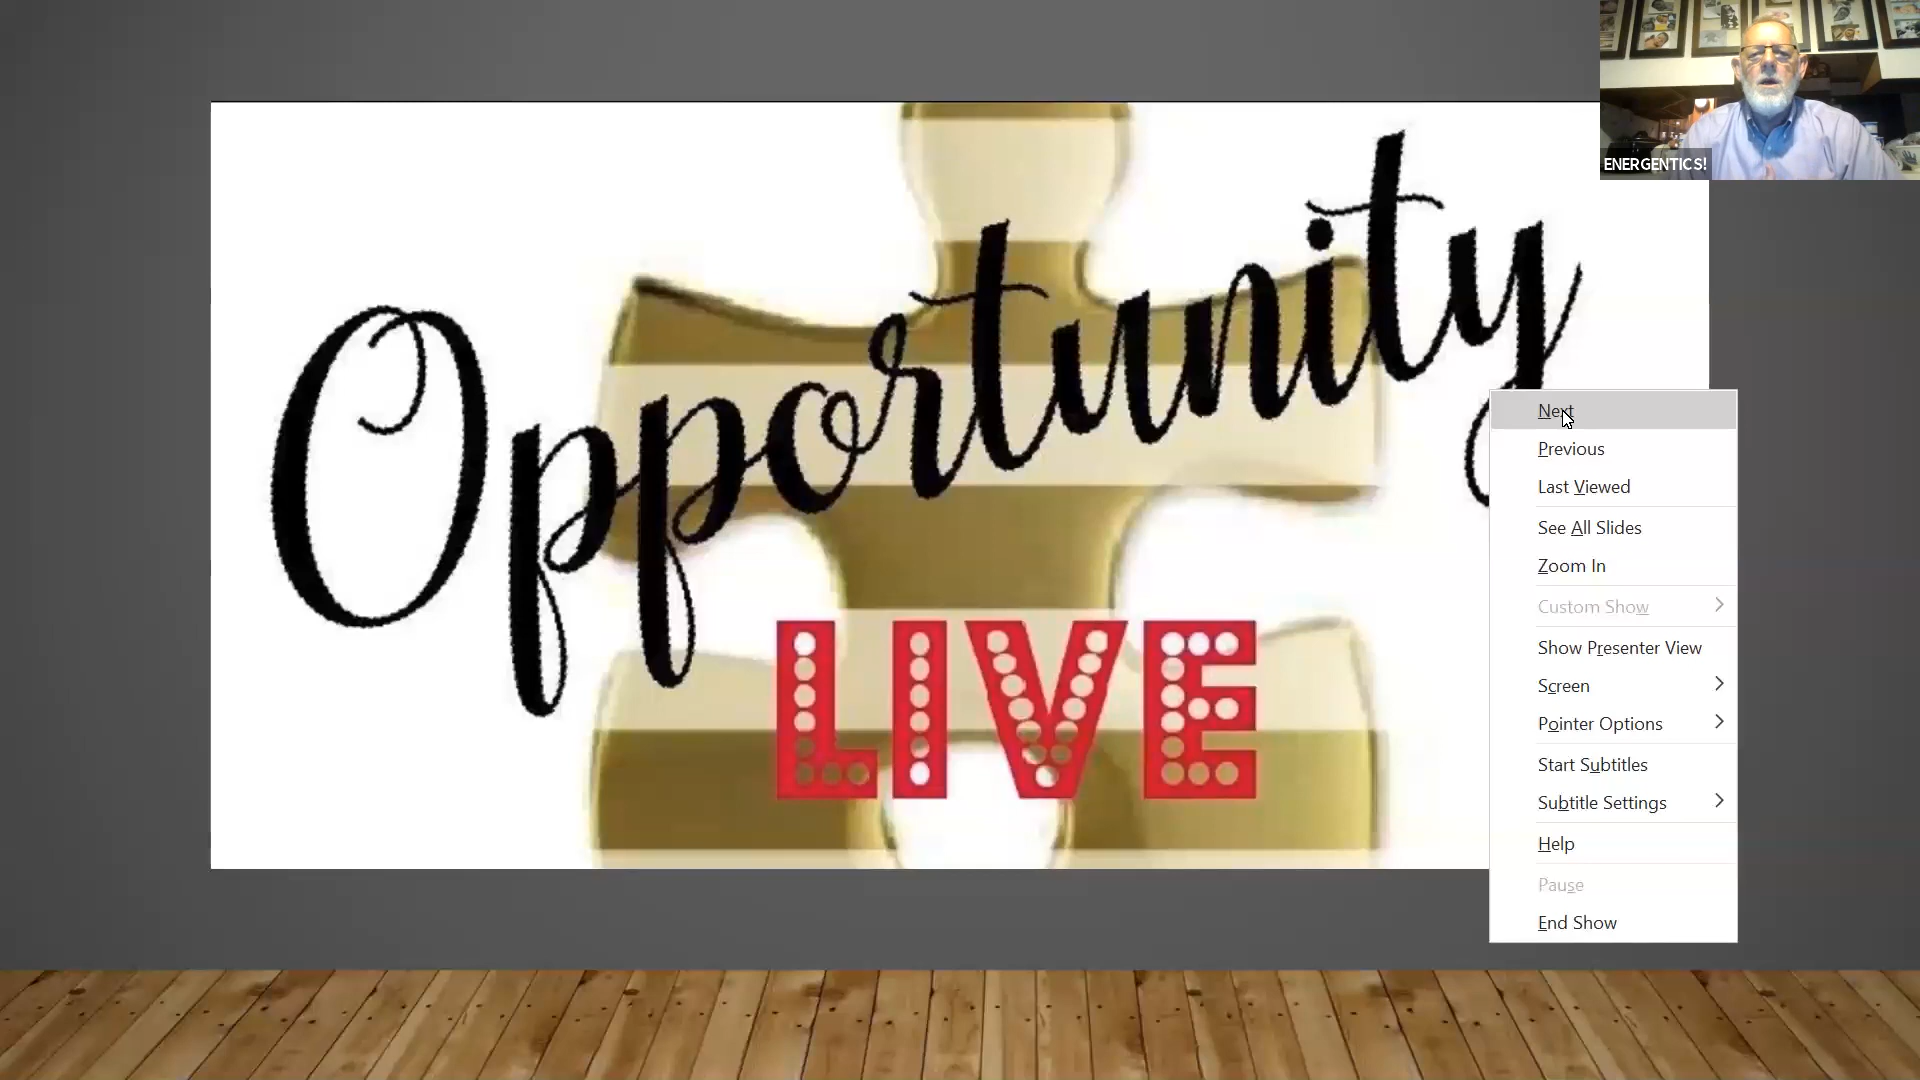 ENERGENTICS!
Opportunity
LIVE
Next
Previous
Last Viewed
See All Slides
Zoom In
Custom Show
Show Presenter View
Screen
Pointer Options
Start Subtitles
Subtitle Settings
Help
Pause
End Show